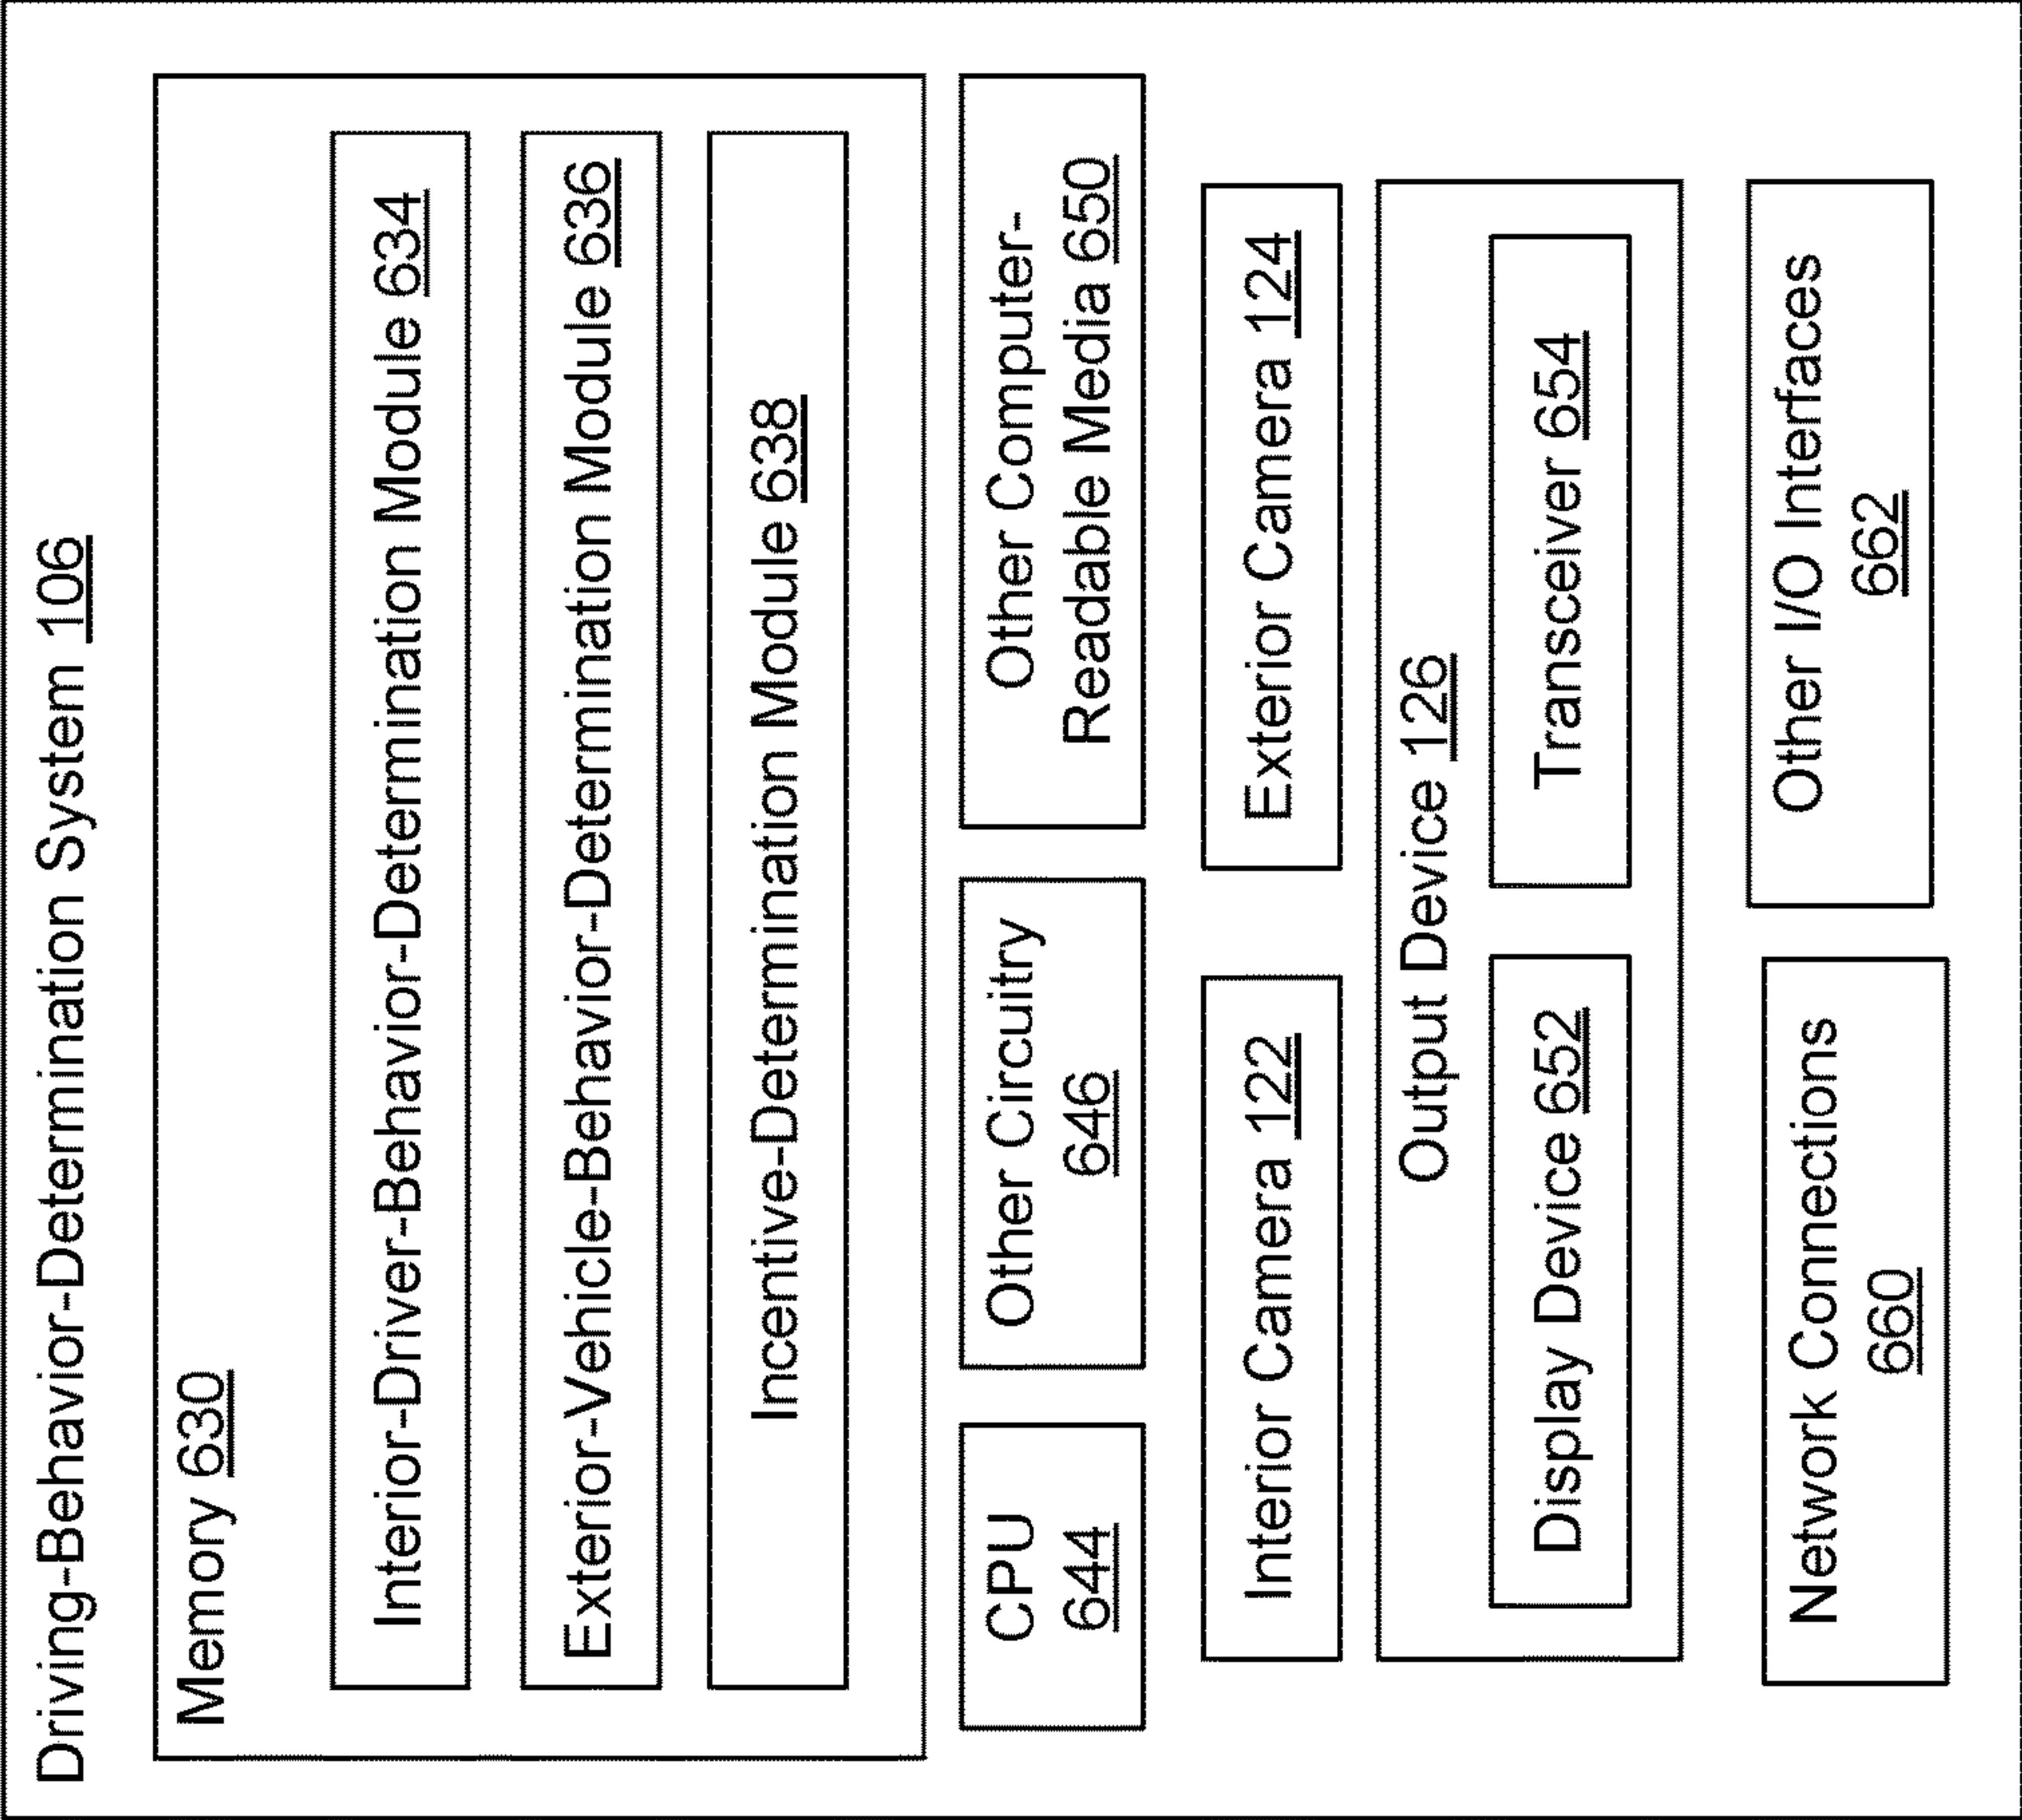 Driving-Behavior-Determination System 106
Memory 630
Interior-Driver-Behavior-Determination Module 634
Exterior-Vehicle-Behavior-Determination Module 636
Incentive-Determination Module 638
CPU
644
Other Circuitry
646
Other Computer-
Readable Media 650
Interior Camera 122
Exterior Camera 124
Output Device 126
Display Device 652
Transceiver 654
Network Connections
660
Other I/O Interfaces
662